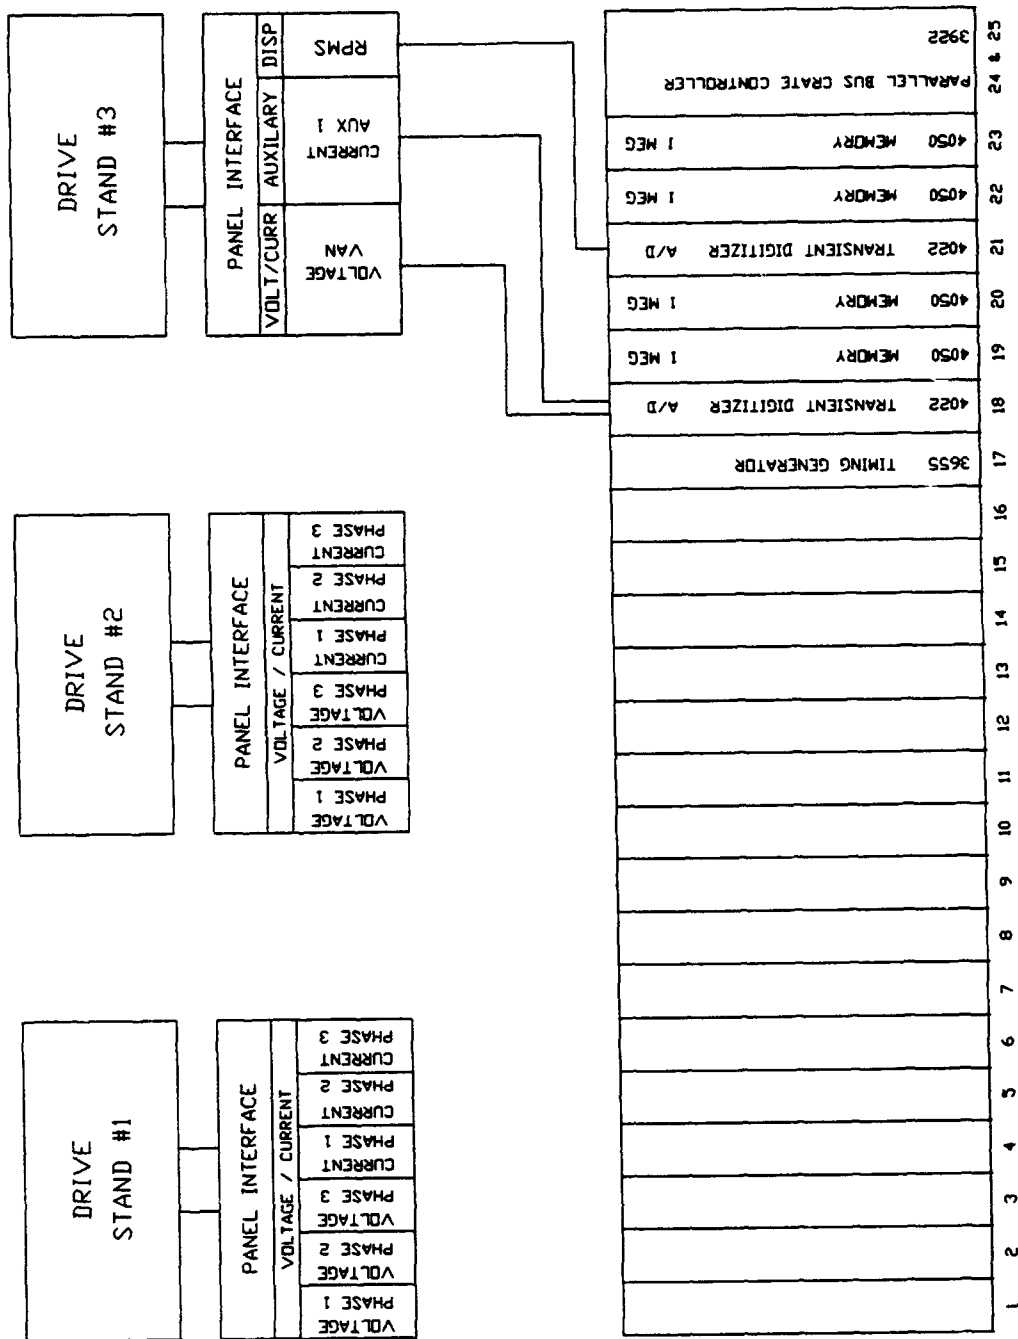 DRIVE
STAND #3
PANEL INTERFACE
VOLT/CURR
AUXILARY
DISP
VOLTAGE
VAN
CURRENT
AUX 1
RPMS
DRIVE
STAND #2
PANEL INTERFACE
VOLTAGE / CURRENT
VOLTAGE
PHASE 1
VOLTAGE
PHASE 2
VOLTAGE
PHASE 3
CURRENT
PHASE 1
CURRENT
PHASE 2
CURRENT
PHASE 3
DRIVE
STAND #1
PANEL INTERFACE
VOLTAGE / CURRENT
VOLTAGE
PHASE 1
VOLTAGE
PHASE 2
VOLTAGE
PHASE 3
CURRENT
PHASE 1
CURRENT
PHASE 2
CURRENT
PHASE 3
3922
PARALLEL BUS CRATE CONTROLLER
24 & 25
4050 MEMORY 1 MEG
23
4050 MEMORY 1 MEG
22
4022 TRANSIENT DIGITIZER A/D
21
4050 MEMORY 1 MEG
20
4050 MEMORY 1 MEG
19
4022 TRANSIENT DIGITIZER A/D
18
3655 TIMING GENERATOR
17
16
15
14
13
12
11
10
9
8
7
6
5
4
3
2
1